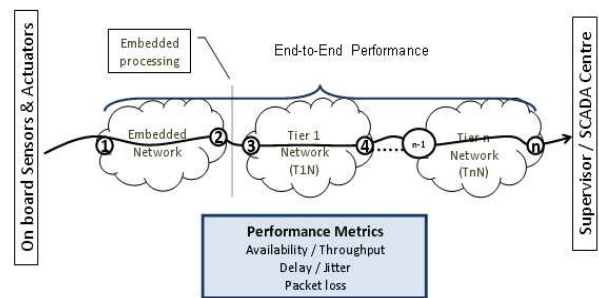 On board Sensors & Actuators
Embedded
processing
End-to-End Performance
Embedded
Network
Tier 1
Network
(T1N)
Tier n
Network
(TnN)
1
2
3
4
......
n-1
n
Performance Metrics
Availability / Throughput
Delay / Jitter
Packet loss
Supervisor / SCADA Centre